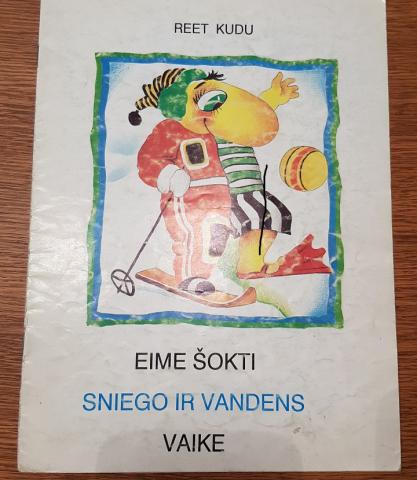 REET KUDU
EIME ŠOKTI
SNIEGO IR VANDENS
VAIKE